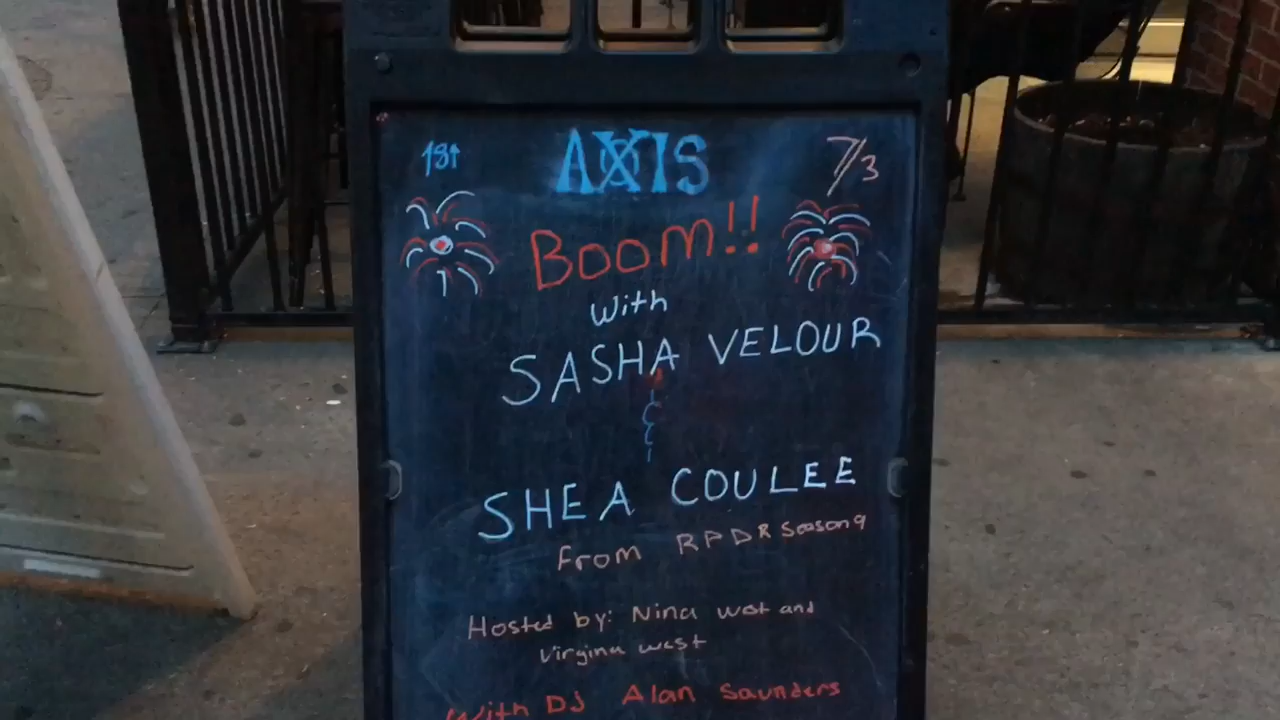 18+ AXIS 7/3
BOOM!!
With
SASHA VELOUR
&
SHEA COULEE
From RPDR Season 9
Hosted by: Nina west and
Virginia west
With DJ Alan Saunders